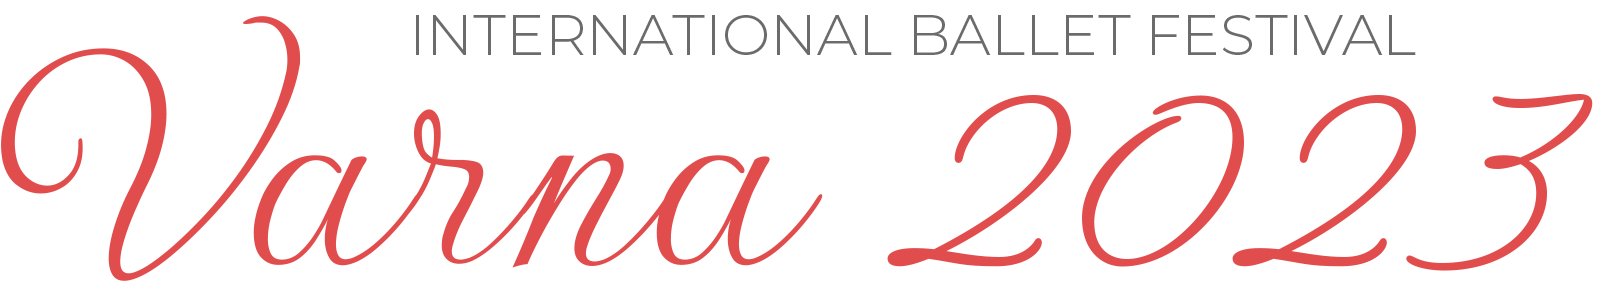 INTERNATIONAL BALLET FESTIVAL
Varna 2023